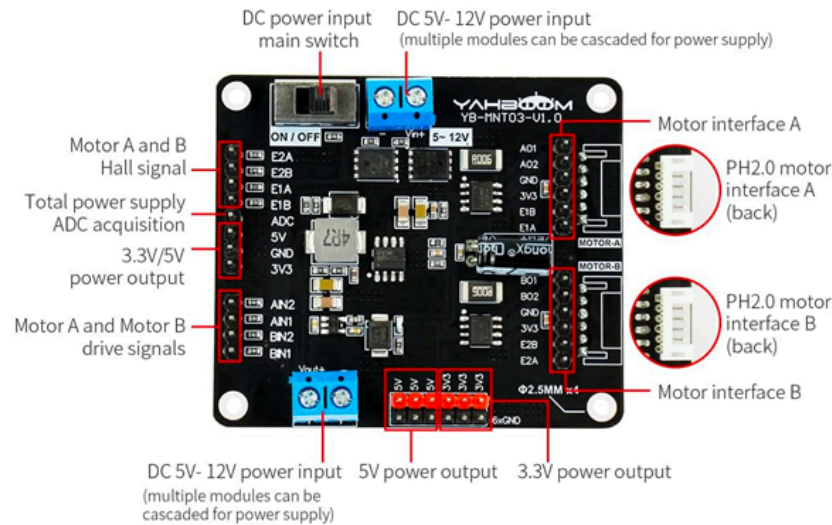 DC power input
main switch
DC 5V- 12V power input
(multiple modules can be cascaded for power supply)
YAHBOOM
YB-MNT03-V1.0
ON / OFF
-
Vin+
5~ 12V
Motor A and B
Hall signal
E2A
E2B
E1A
E1B
Total power supply
ADC acquisition
ADC
3.3V/5V
power output
5V
GND
3V3
Motor A and Motor B
drive signals
AIN2
AIN1
BIN2
BIN1
4R7
R006
R006
Motor interface A
AO1
AO2
GND
3V3
E1B
E1A
MOTOR-A
PH2.0 motor
interface A
(back)
MOTOR-B
BO1
BO2
GND
3V3
E2B
E2A
PH2.0 motor
interface B
(back)
Motor interface B
Φ2.5MM x4
Vout+
5V
5V
5V
3V3
3V3
3V3
6xGND
DC 5V- 12V power input
(multiple modules can be
cascaded for power supply)
5V power output
3.3V power output